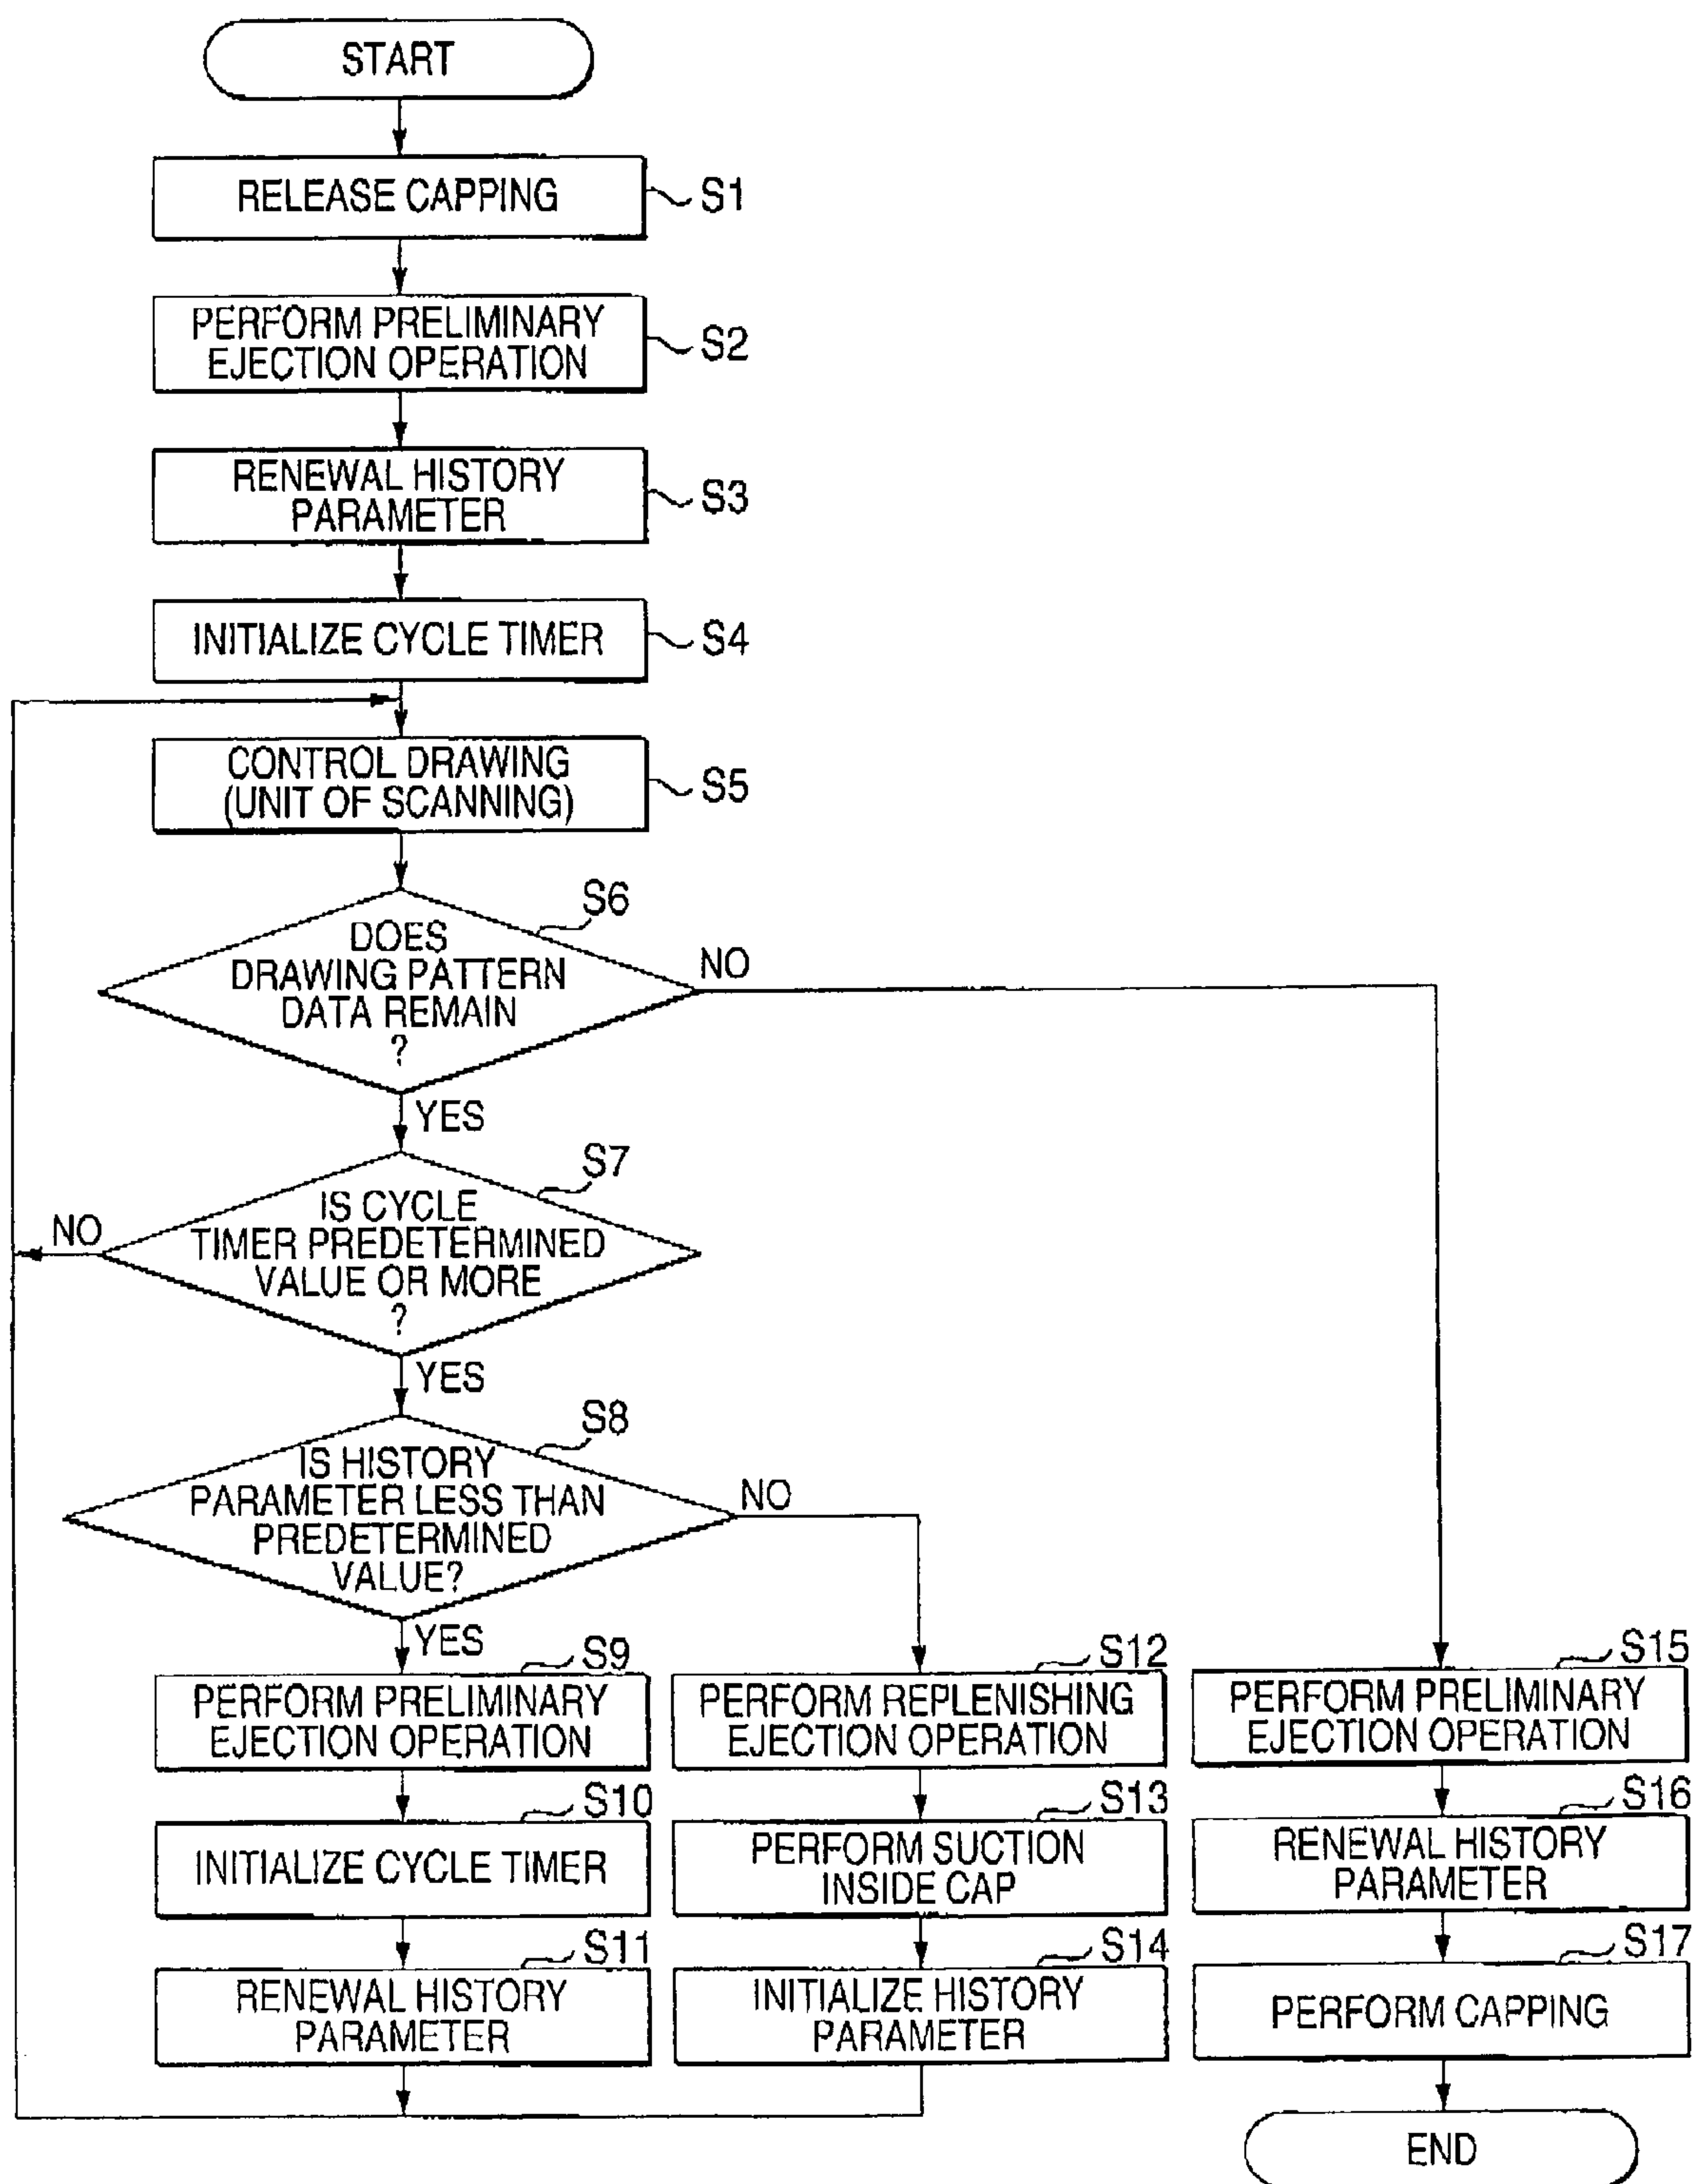 START
RELEASE CAPPING
S1
PERFORM PRELIMINARY
EJECTION OPERATION
S2
RENEWAL HISTORY
PARAMETER
S3
INITIALIZE CYCLE TIMER
S4
CONTROL DRAWING
(UNIT OF SCANNING)
S5
S6
DOES
DRAWING PATTERN
DATA REMAIN
?
NO
YES
S7
IS CYCLE
TIMER PREDETERMINED
VALUE OR MORE
?
NO
YES
S8
IS HISTORY
PARAMETER LESS THAN
PREDETERMINED
VALUE?
NO
YES
S9
PERFORM PRELIMINARY
EJECTION OPERATION
S10
INITIALIZE CYCLE TIMER
S11
RENEWAL HISTORY
PARAMETER
S12
PERFORM REPLENISHING
EJECTION OPERATION
S13
PERFORM SUCTION
INSIDE CAP
S14
INITIALIZE HISTORY
PARAMETER
S15
PERFORM PRELIMINARY
EJECTION OPERATION
S16
RENEWAL HISTORY
PARAMETER
S17
PERFORM CAPPING
END